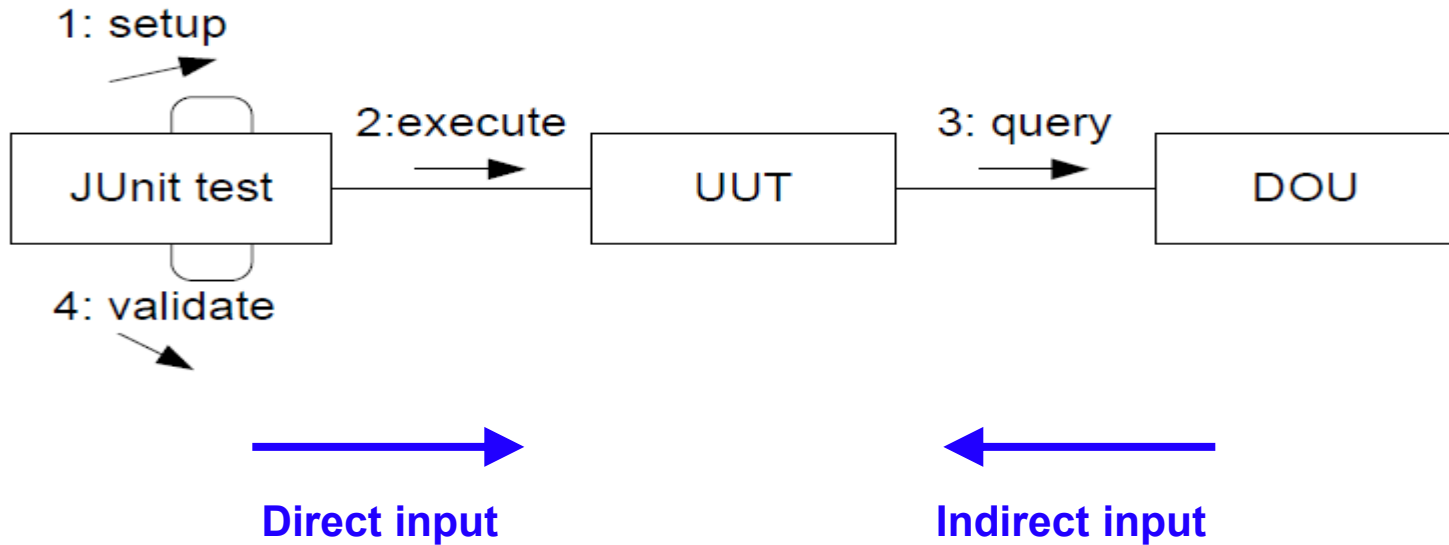 1: setup
2:execute
3: query
JUnit test
UUT
DOU
4: validate
Direct input
Indirect input